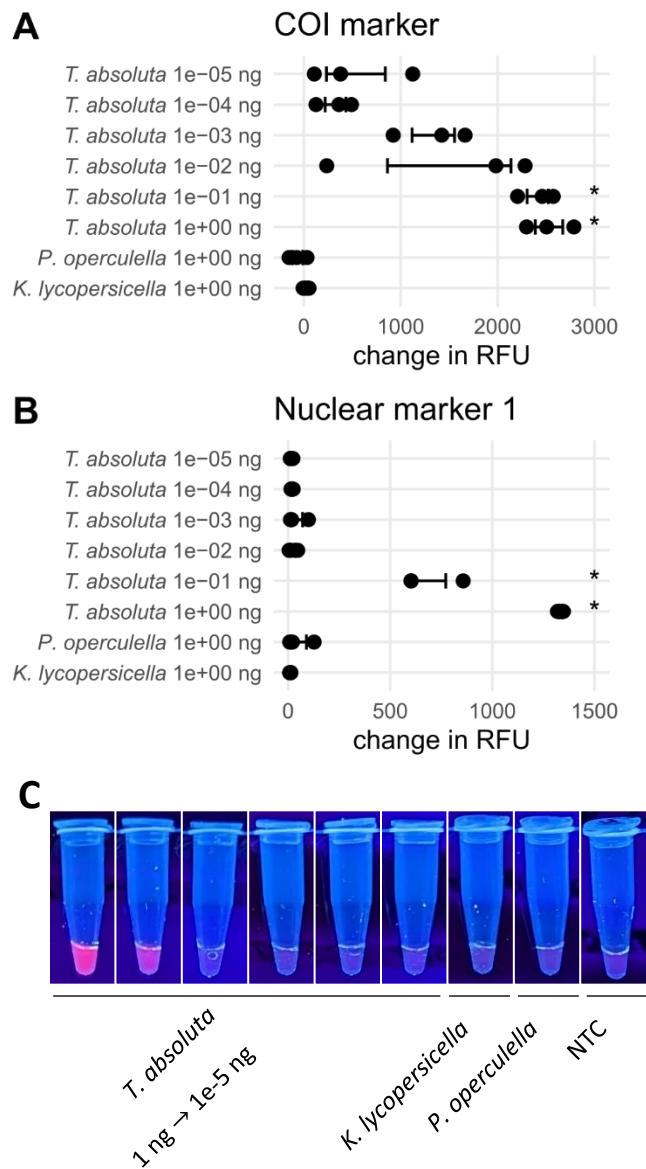 A COI marker
T. absoluta 1e−05 ng
T. absoluta 1e−04 ng
T. absoluta 1e−03 ng
T. absoluta 1e−02 ng
T. absoluta 1e−01 ng *
T. absoluta 1e+00 ng *
P. operculella 1e+00 ng
K. lycopersicella 1e+00 ng
0 1000 2000 3000
change in RFU
B Nuclear marker 1
T. absoluta 1e−05 ng
T. absoluta 1e−04 ng
T. absoluta 1e−03 ng
T. absoluta 1e−02 ng
T. absoluta 1e−01 ng *
T. absoluta 1e+00 ng *
P. operculella 1e+00 ng
K. lycopersicella 1e+00 ng
0 500 1000 1500
change in RFU
C
T. absoluta
1 ng → 1e-5 ng
K. lycopersicella
P. operculella
NTC